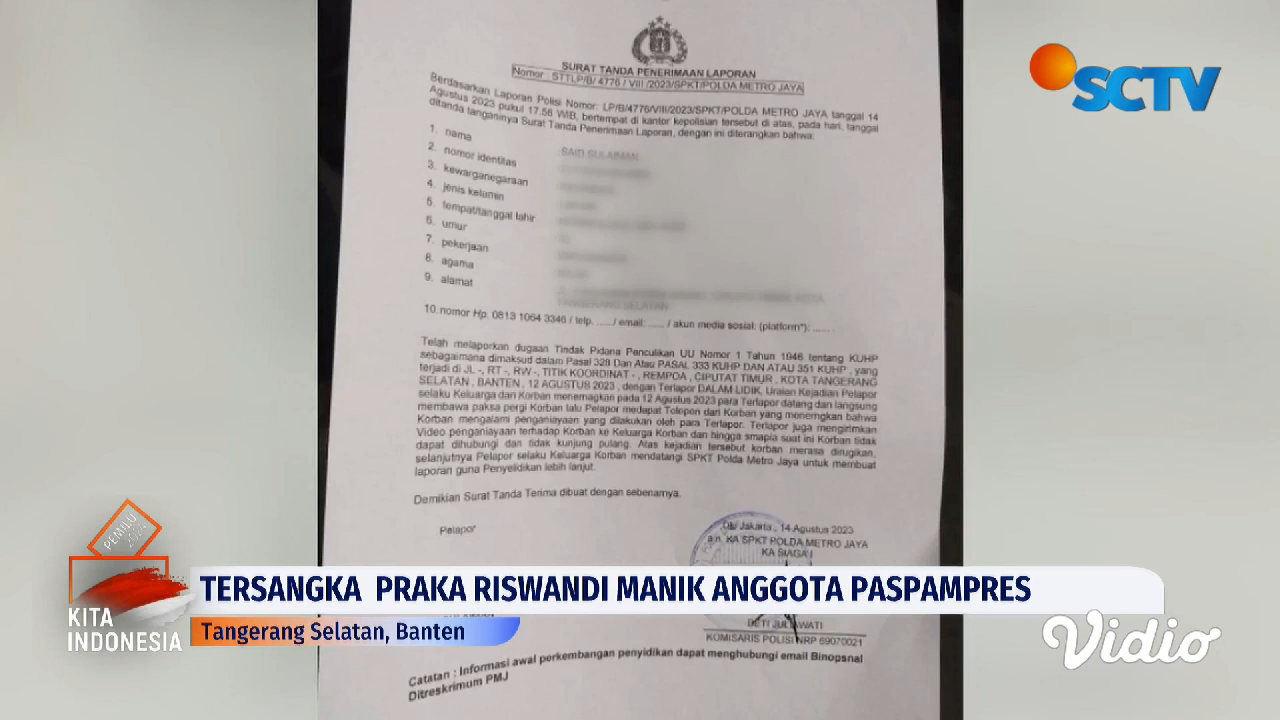 SCTV
SURAT TANDA PENERIMAAN LAPORAN
Nomor : STTLP/B/ 4776 / VIII /2023/SPKT/POLDA METRO JAYA
Berdasarkan Laporan Polisi Nomor: LP/B/4776/VIII/2023/SPKT/POLDA METRO JAYA tanggal 14
Agustus 2023 pukul 17.56 WIB, bertempat di kantor kepolisian tersebut di atas, pada hari, tanggal
ditanda tanganinya Surat Tanda Penerimaan Laporan, dengan ini diterangkan bahwa:
1. nama SAID SULAIMAN
2. nomor identitas
3. kewarganegaraan
4. jenis kelamin
5. tempat/tanggal lahir
6. umur
7. pekerjaan
8. agama
9. alamat
TANGERANG SELATAN
10. nomor Hp. 0813 1064 3346 / telp. ....../ email: ...... / akun media sosial; (platform*): ...... .
Telah melaporkan dugaan Tindak Pidana Penculikan UU Nomor 1 Tahun 1946 tentang KUHP
sebagaimana dimaksud dalam Pasal 328 Dan Atau PASAL 333 KUHP DAN ATAU 351 KUHP , yang
terjadi di JL -, RT -, RW -, TITIK KOORDINAT - , REMPOA , CIPUTAT TIMUR , KOTA TANGERANG
SELATAN , BANTEN , 12 AGUSTUS 2023 , dengan Terlapor DALAM LIDIK, Uraian Kejadian Pelapor
selaku Keluarga dari Korban menernagkan pada 12 Agustus 2023 para Terlapor datang dan langsung
membawa paksa pergi Korban lalu Pelapor medapat Telepon dari Korban yang menerngkan bahwa
Korban mengalami penganiayaan yang dilakukan oleh para Terlapor. Terlapor juga mengirimkan
Video penganiayaan terhadap Korban ke Keluarga Korban dan hingga smapia saat ini Korban tidak
dapat dihubungi dan tidak kunjung pulang. Atas kejadian tersebut korban merasa dirugikan,
selanjutnya Pelapor selaku Keluarga Korban mendatangi SPKT Polda Metro Jaya untuk membuat
laporan guna Penyelidikan lebih lanjut.
Demikian Surat Tanda Terima dibuat dengan sebenarnya.
Pelapor
Jakarta , 14 Agustus 2023
a.n. KA SPKT POLDA METRO JAYA
KA SIAGA I
PEMILU
TERSANGKA PRAKA RISWANDI MANIK ANGGOTA PASPAMPRES
KITA
INDONESIA
Tangerang Selatan, Banten
KOMISARIS POLISI NRP 69070021
Vidio
Catatan : Informasi awal perkembangan penyidikan dapat menghubungi email Binopsnal
Ditreskrimum PMJ